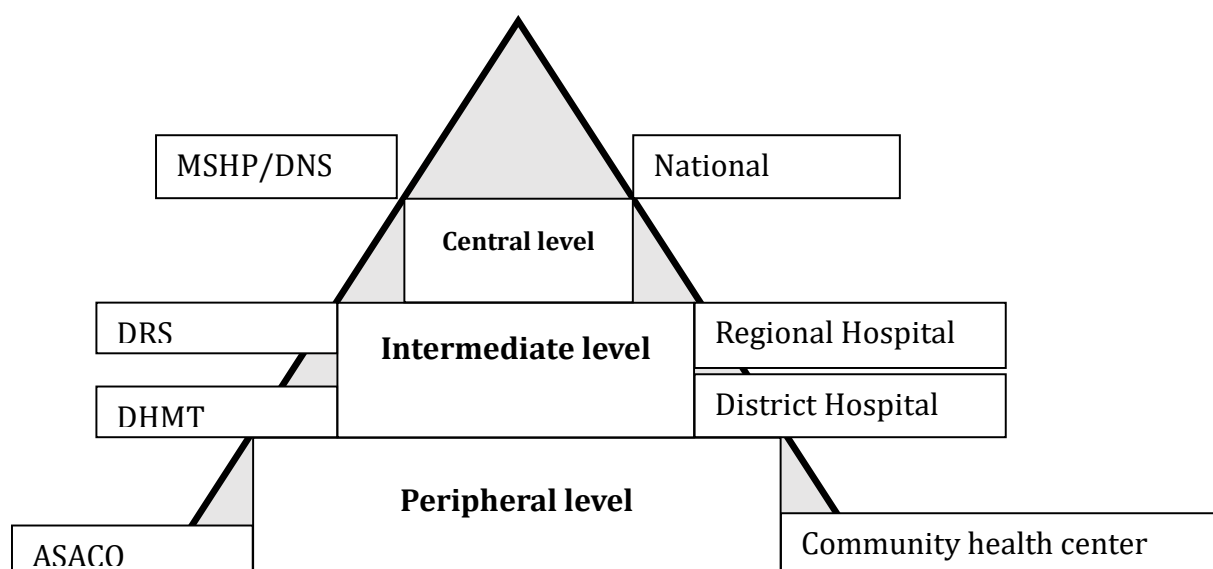 MSHP/DNS
National
Central level
DRS
Regional Hospital
Intermediate level
DHMT
District Hospital
Peripheral level
ASACO
Community health center